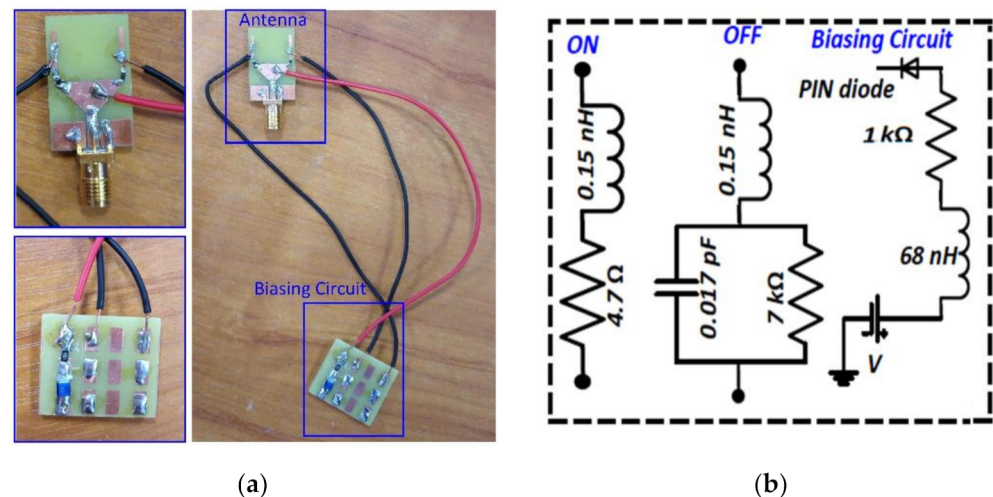 Antenna
Biasing Circuit
(a)
ON
0.15 nH
4.7 Ω
OFF
0.15 nH
0.017 pF
7 kΩ
Biasing Circuit
PIN diode
1 kΩ
68 nH
V
(b)